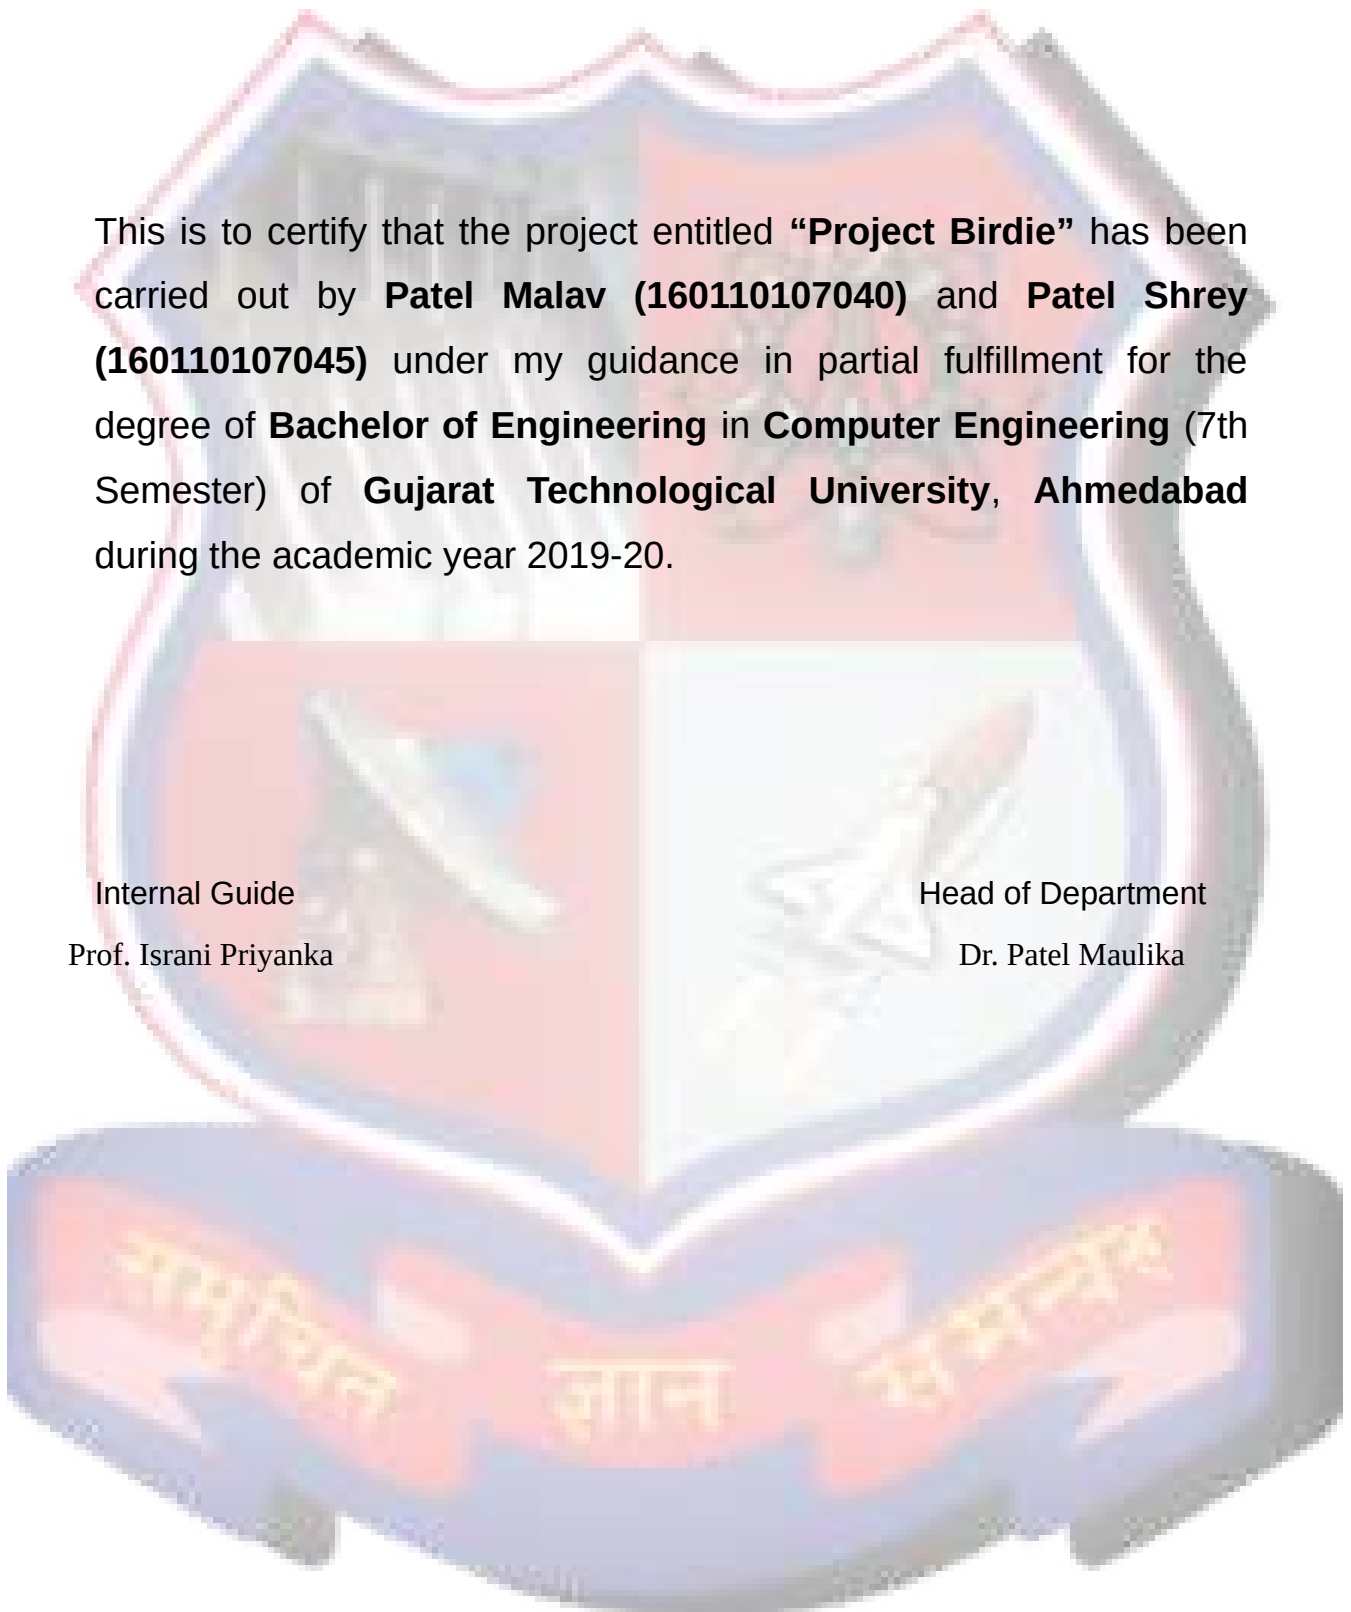 This is to certify that the project entitled “Project Birdie” has been
carried out by Patel Malav (160110107040) and Patel Shrey
(160110107045) under my guidance in partial fulfillment for the
degree of Bachelor of Engineering in Computer Engineering (7th
Semester) of Gujarat Technological University, Ahmedabad
during the academic year 2019-20.
Internal Guide Head of Department
Prof. Israni Priyanka Dr. Patel Maulika
ज्ञान